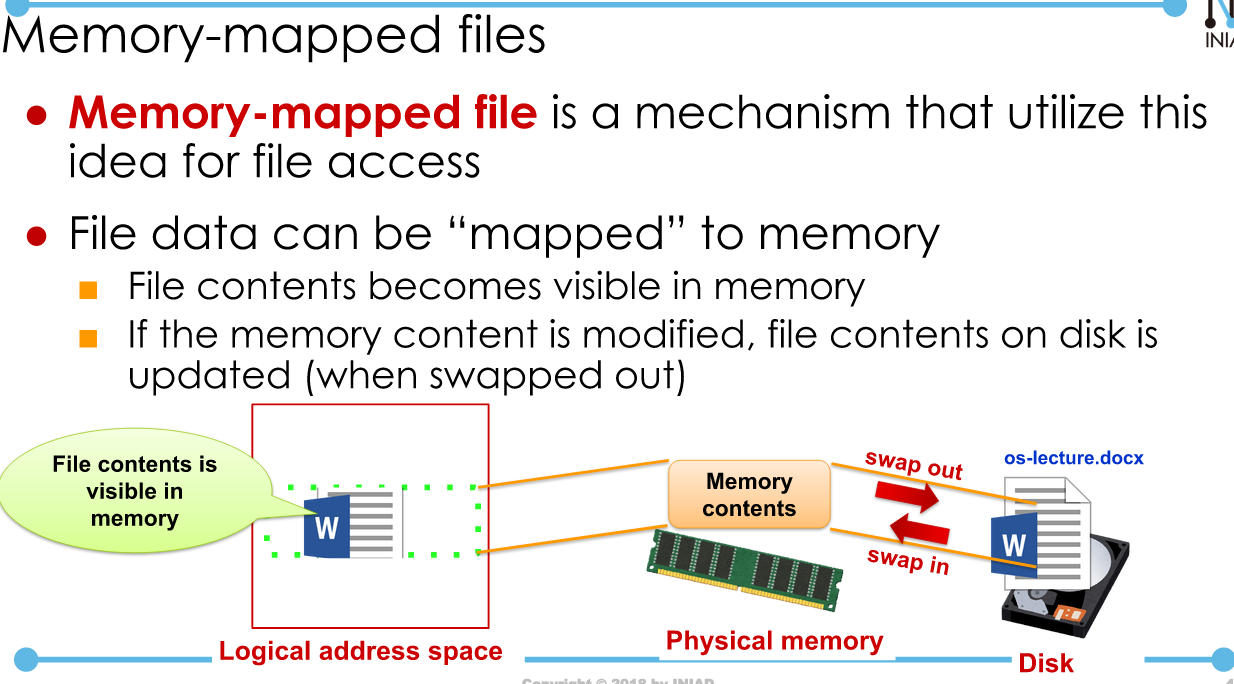 Memory-mapped files
INIA
● Memory-mapped file is a mechanism that utilize this
idea for file access
● File data can be “mapped” to memory
■ File contents becomes visible in memory
■ If the memory content is modified, file contents on disk is
updated (when swapped out)
File contents is
visible in
memory
W
Memory
contents
swap out
swap in
os-lecture.docx
W
Logical address space
Physical memory
Disk
Copyright © 2018 by INIAD